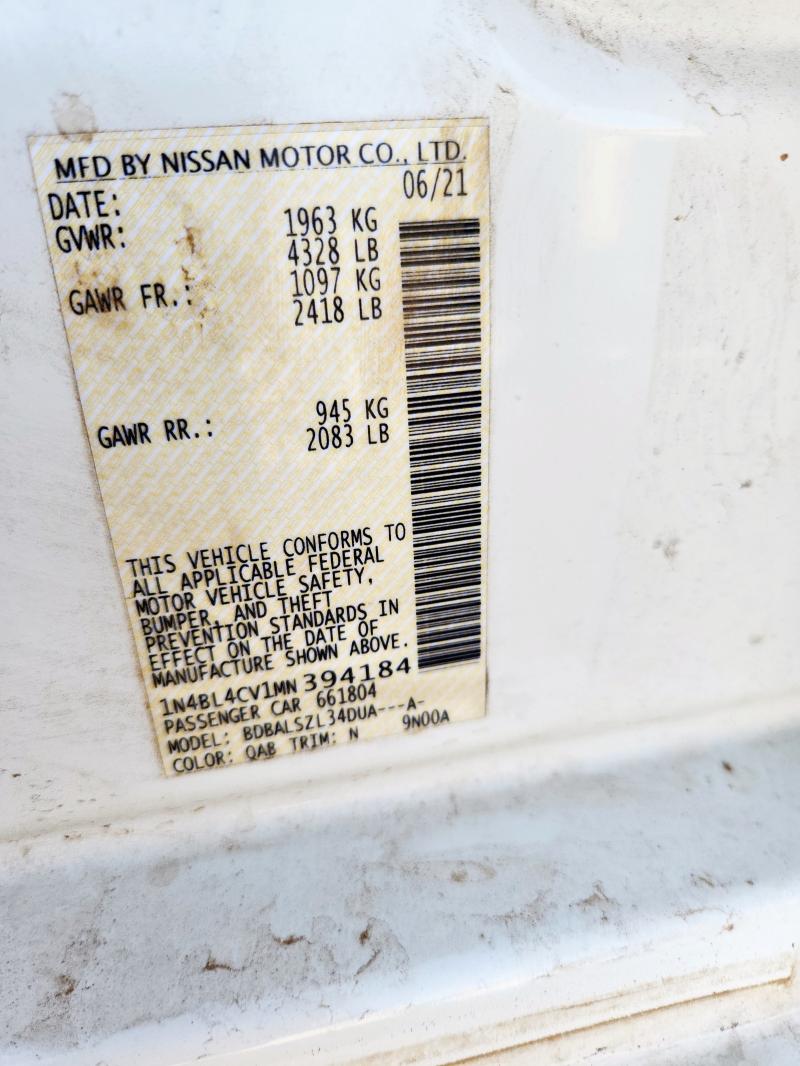 MFD BY NISSAN MOTOR CO., LTD.
DATE: 06/21
GVWR: 1963 KG
4328 LB
GAWR FR.: 1097 KG
2418 LB
GAWR RR.: 945 KG
2083 LB
THIS VEHICLE CONFORMS TO
ALL APPLICABLE FEDERAL
MOTOR VEHICLE SAFETY,
BUMPER, AND THEFT
PREVENTION STANDARDS IN
EFFECT ON THE DATE OF
MANUFACTURE SHOWN ABOVE.
1N4BL4CV1MN394184
PASSENGER CAR 661804
MODEL: BDBALSZL34DUA---A-
COLOR: QAB TRIM: N 9N00A